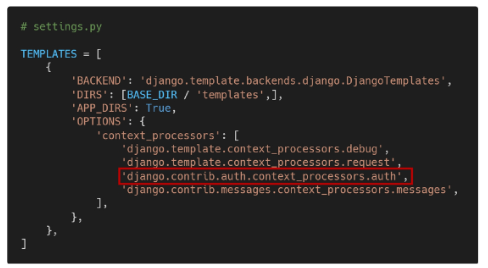 # settings.py
TEMPLATES = [
{
'BACKEND': 'django.template.backends.django.DjangoTemplates',
'DIRS': [BASE_DIR / 'templates',],
'APP_DIRS': True,
'OPTIONS': {
'context_processors': [
'django.template.context_processors.debug',
'django.template.context_processors.request',
'django.contrib.auth.context_processors.auth',
'django.contrib.messages.context_processors.messages',
],
},
},
]